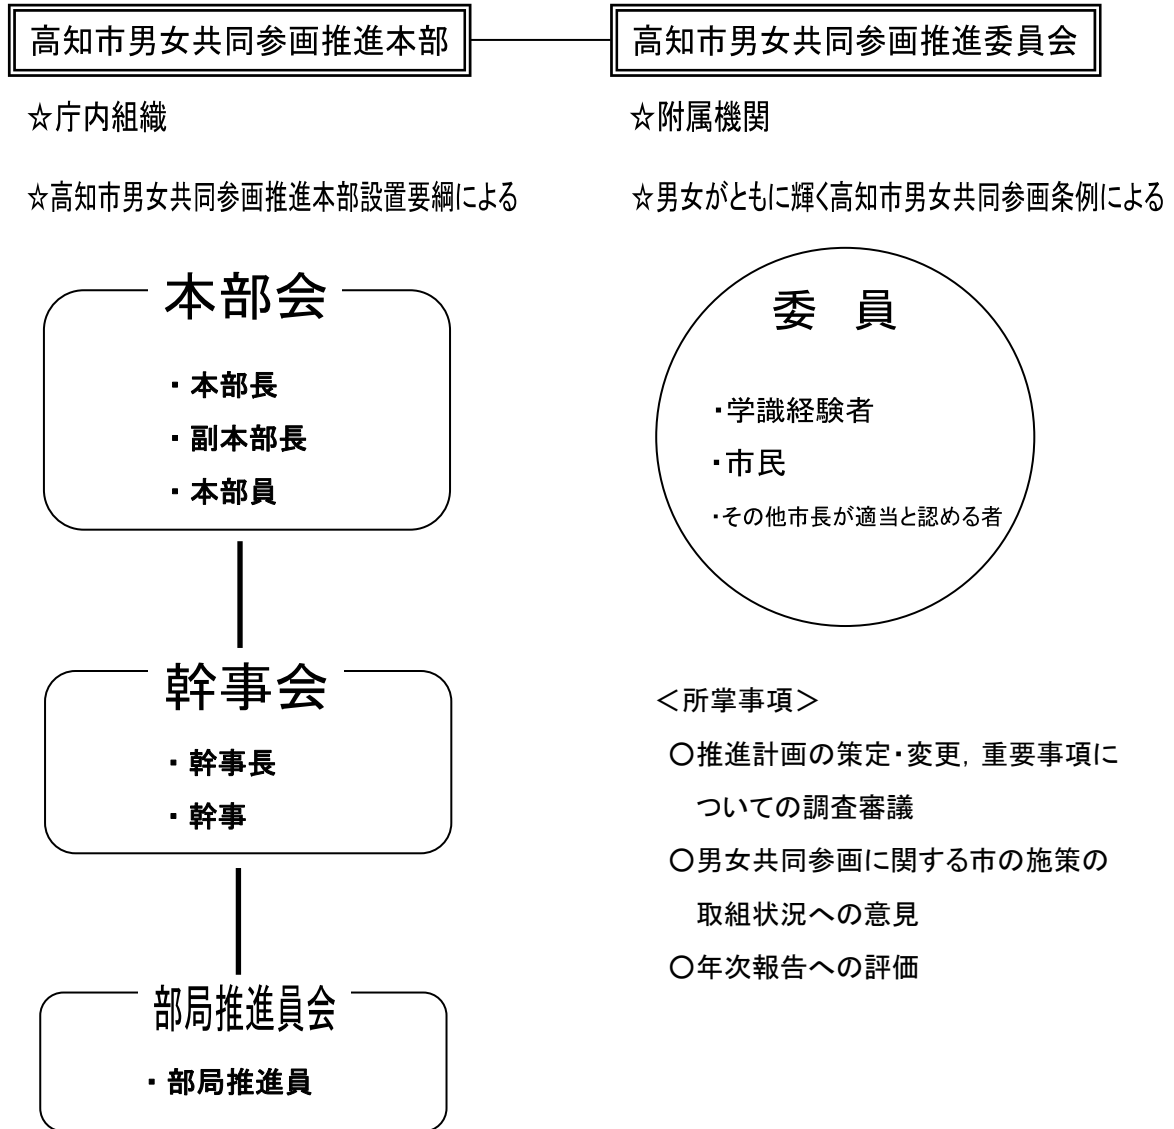 高知市男女共同参画推進本部
☆庁内組織
☆高知市男女共同参画推進本部設置要綱による
本部会
・本部長
・副本部長
・本部員
幹事会
・幹事長
・幹事
部局推進員会
・部局推進員
高知市男女共同参画推進委員会
☆附属機関
☆男女がともに輝く高知市男女共同参画条例による
委　員
・学識経験者
・市民
・その他市長が適当と認める者
＜所掌事項＞
○推進計画の策定・変更，重要事項に
ついての調査審議
○男女共同参画に関する市の施策の
取組状況への意見
○年次報告への評価